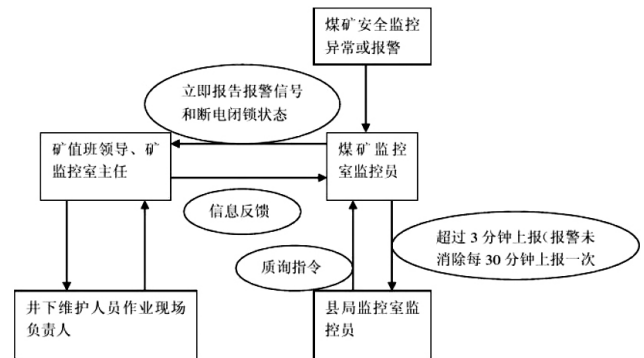 煤矿安全监控
异常或报警
立即报告报警信号
和断电闭锁状态
矿值班领导、矿
监控室主任
煤矿监控
室监控员
信息反馈
超过 3 分钟上报（报警未
消除每 30 分钟上报一次
质询指令
井下维护人员作业现场
负责人
县局监控室监
控员